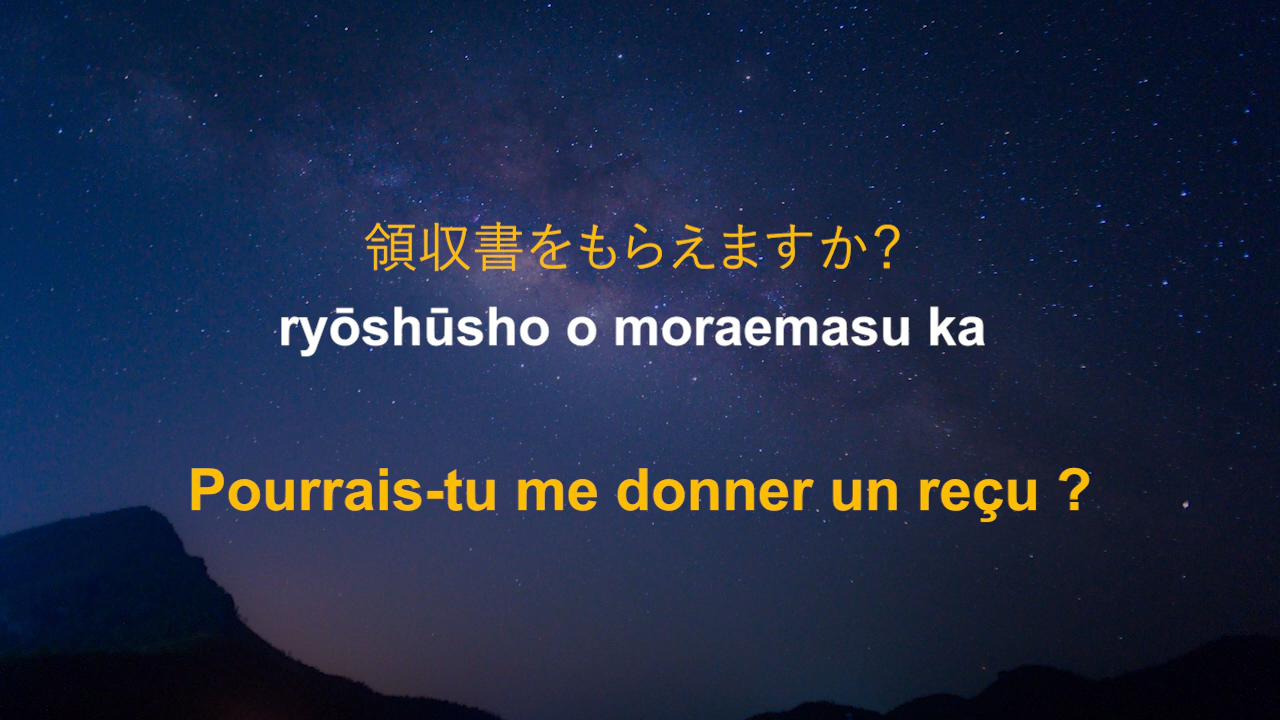 領収書をもらえますか?
ryōshūsho o moraemasu ka
Pourrais-tu me donner un reçu ?